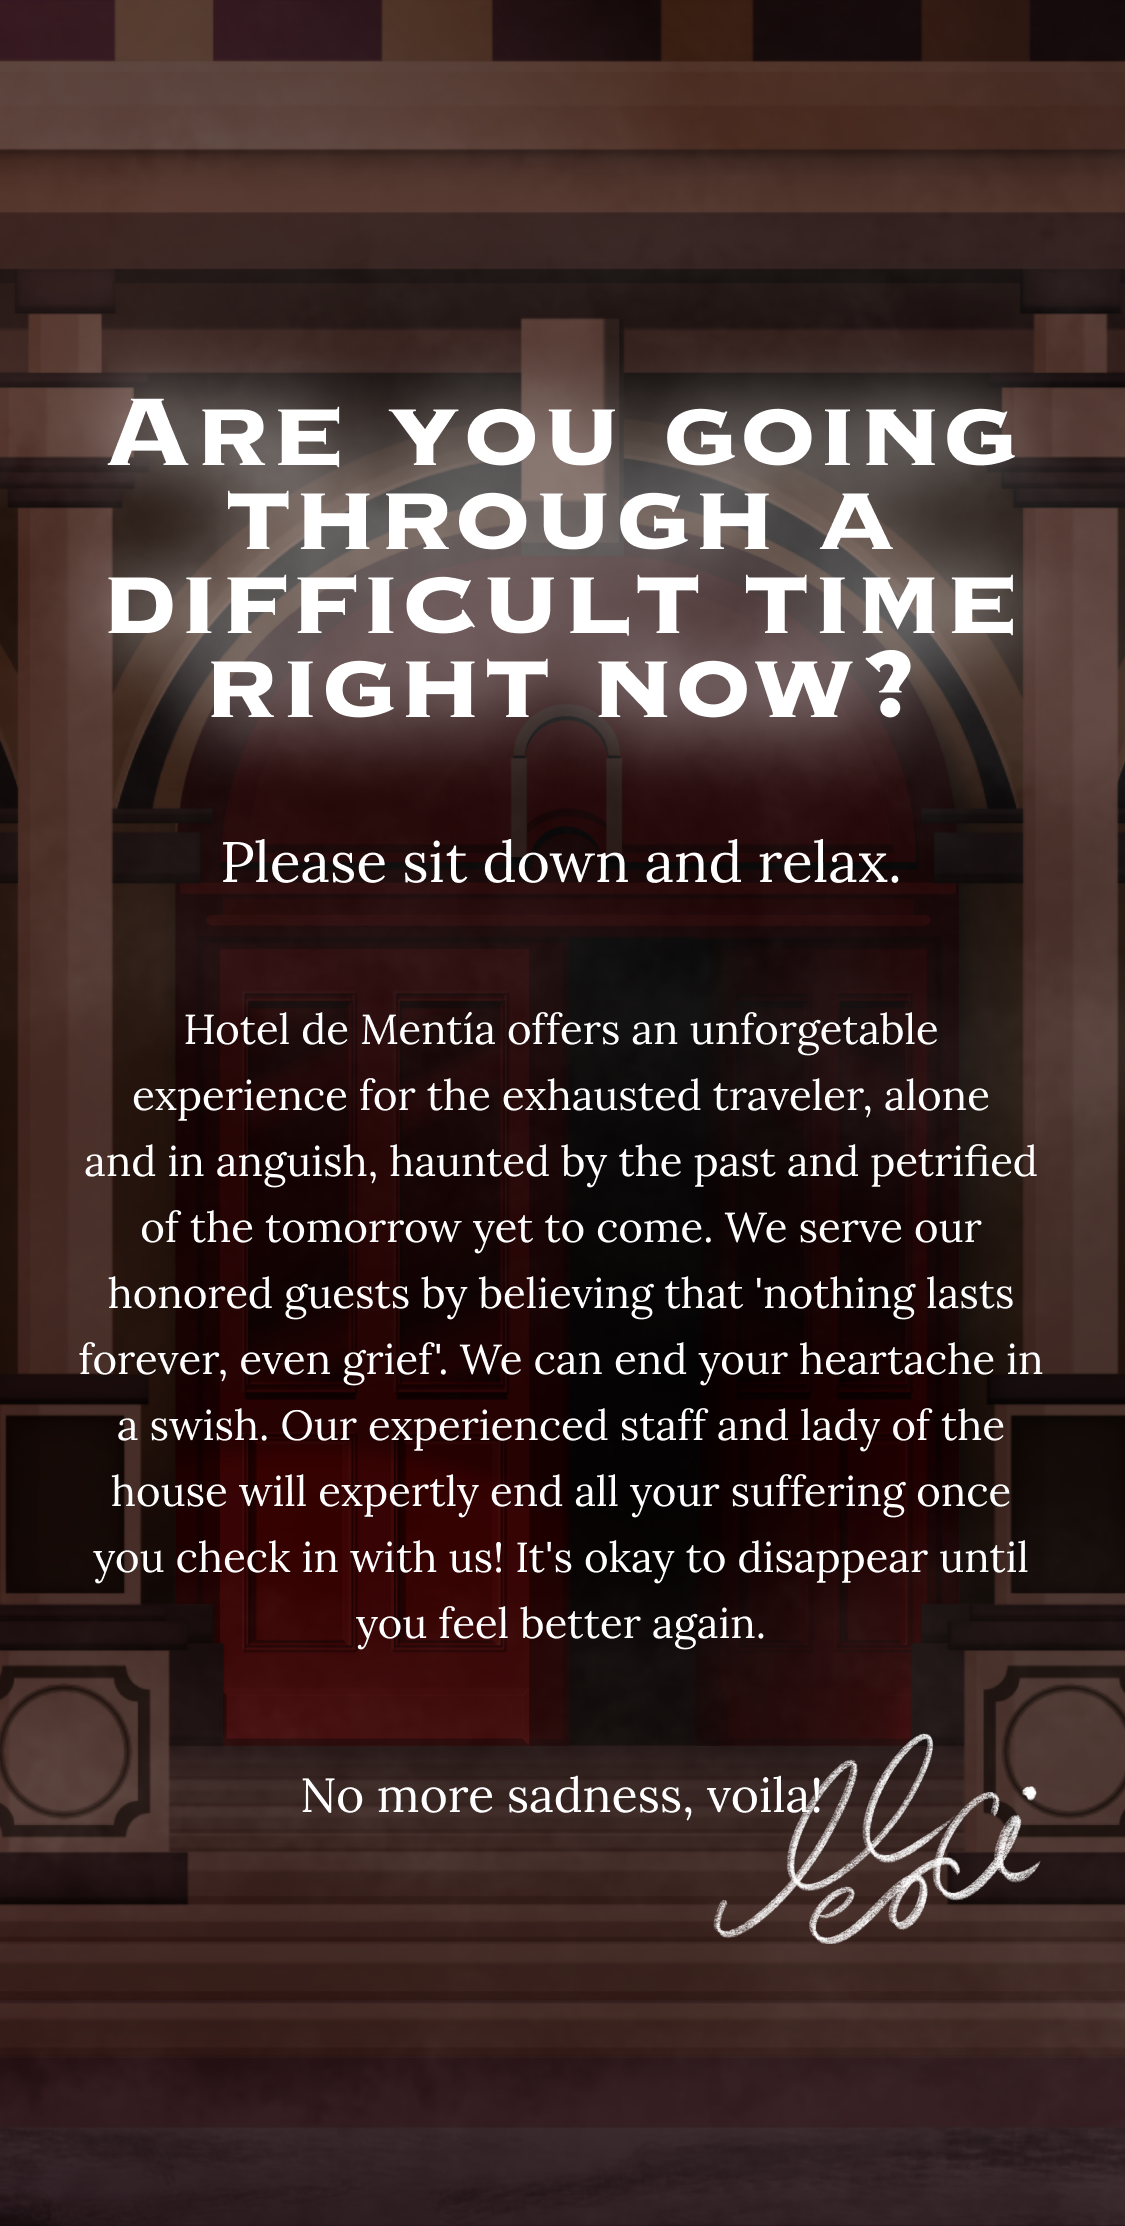 ARE YOU GOING
THROUGH A
DIFFICULT TIME
RIGHT NOW?
Please sit down and relax.
Hotel de Mentía offers an unforgetable
experience for the exhausted traveler, alone
and in anguish, haunted by the past and petrified
of the tomorrow yet to come. We serve our
honored guests by believing that 'nothing lasts
forever, even grief'. We can end your heartache in
a swish. Our experienced staff and lady of the
house will expertly end all your suffering once
you check in with us! It's okay to disappear until
you feel better again.
No more sadness, voila!